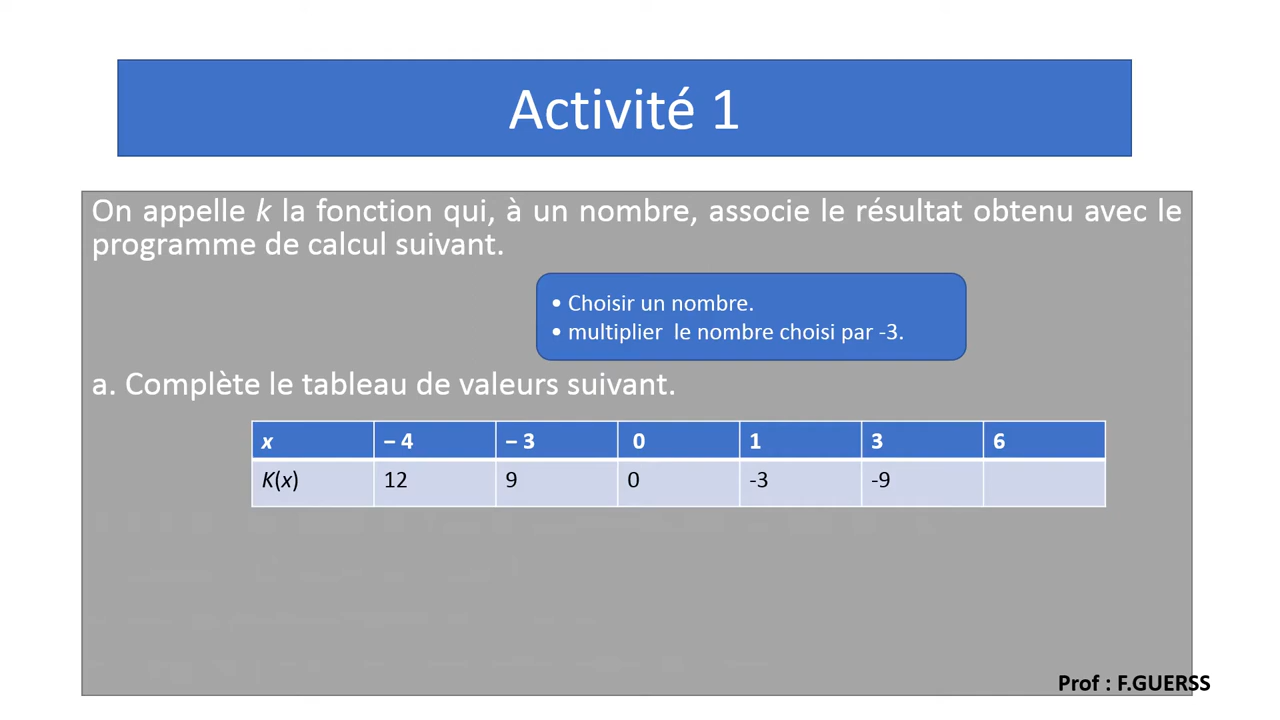 Activité 1
On appelle k la fonction qui, à un nombre, associe le résultat obtenu avec le
programme de calcul suivant.
• Choisir un nombre.
• multiplier le nombre choisi par -3.
a. Complète le tableau de valeurs suivant.
x – 4 – 3 0 1 3 6
K(x) 12 9 0 -3 -9
Prof : F.GUERSS